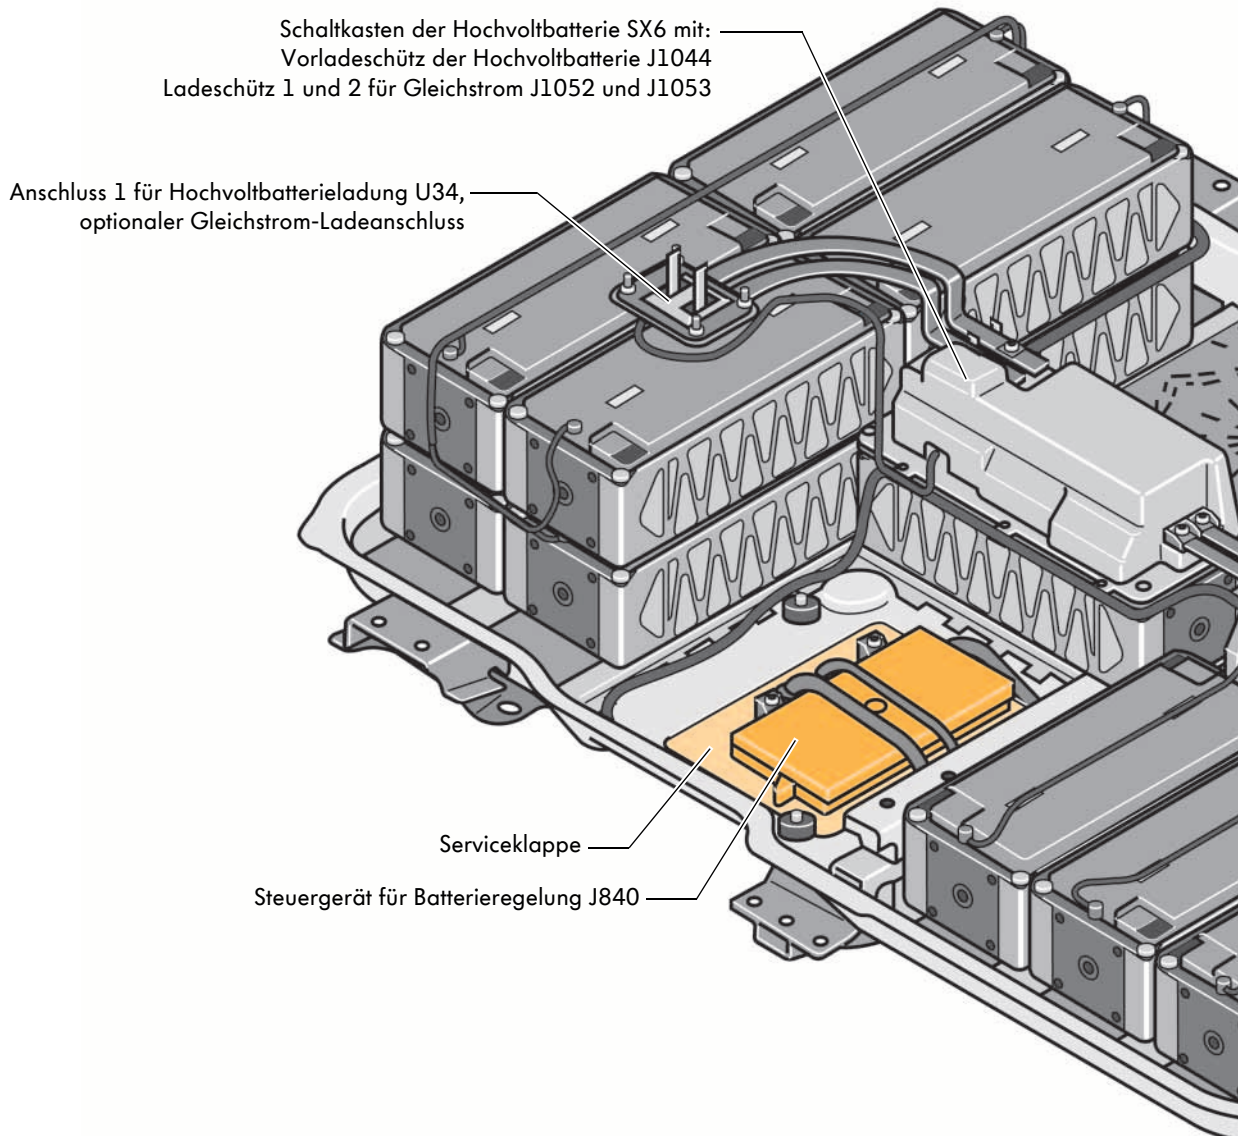 Schaltkasten der Hochvoltbatterie SX6 mit:
Vorladeschütz der Hochvoltbatterie J1044
Ladeschütz 1 und 2 für Gleichstrom J1052 und J1053
Anschluss 1 für Hochvoltbatterieladung U34,
optionaler Gleichstrom-Ladeanschluss
Serviceklappe
Steuergerät für Batterieregelung J840